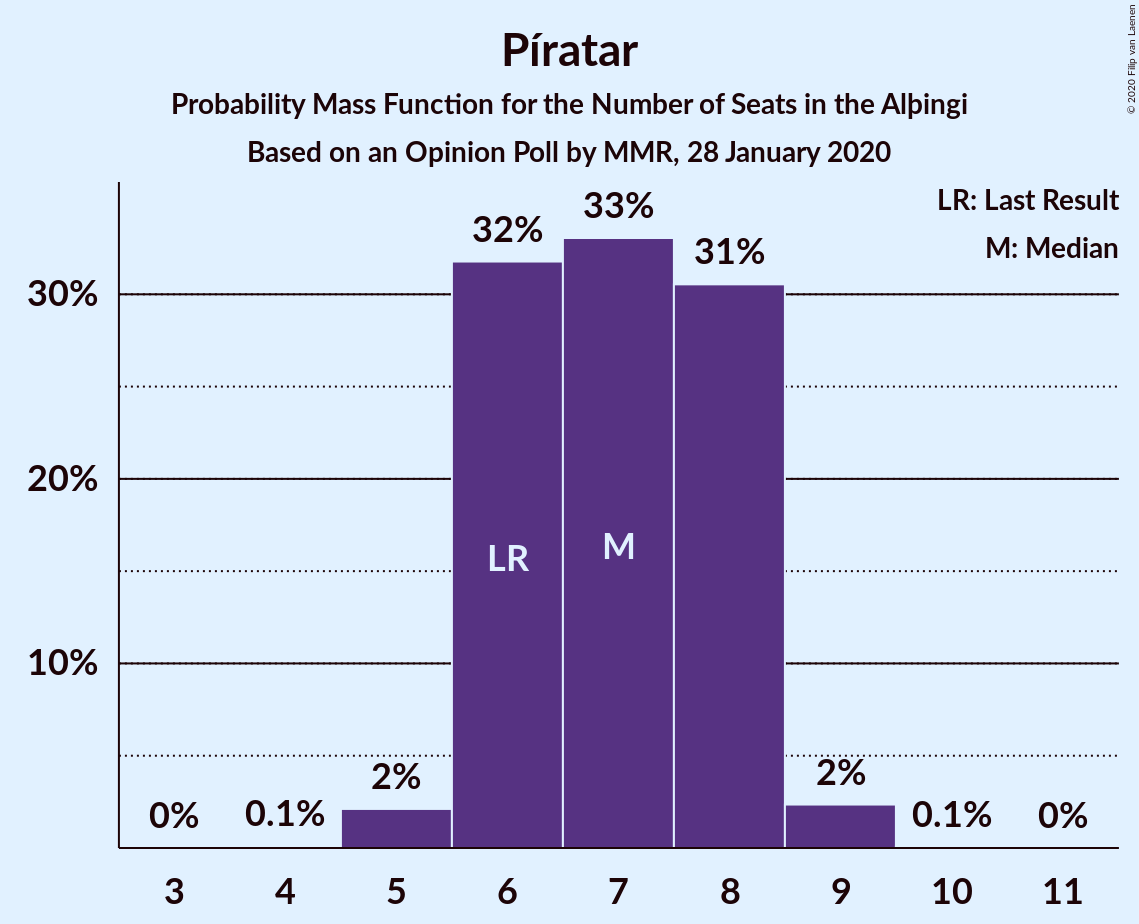 Píratar
Probability Mass Function for the Number of Seats in the Alþingi
Based on an Opinion Poll by MMR, 28 January 2020
© 2020 Filip van Laenen
LR: Last Result
M: Median
30%
20%
10%
0%
0.1%
2%
32%
33%
31%
2%
0.1%
0%
LR
M
3
4
5
6
7
8
9
10
11